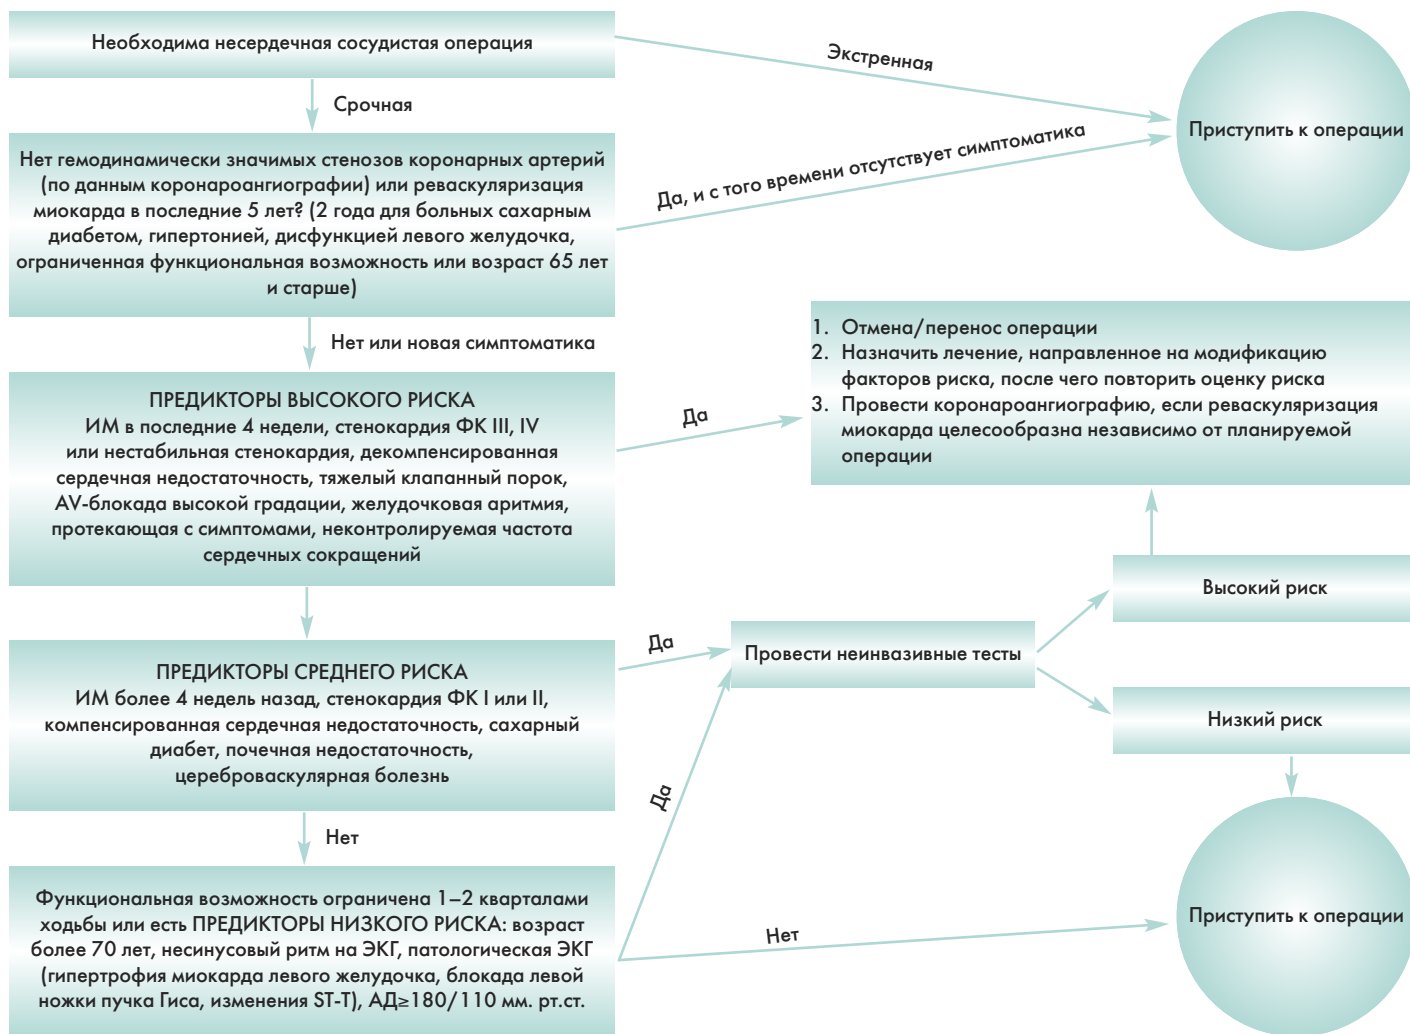 Необходима несердечная сосудистая операция
Экстренная
Приступить к операции
Срочная
Нет гемодинамически значимых стенозов коронарных артерий
(по данным коронароангиографии) или реваскуляризация
миокарда в последние 5 лет? (2 года для больных сахарным
диабетом, гипертонией, дисфункцией левого желудочка,
ограниченная функциональная возможность или возраст 65 лет
и старше)
Да, и с того времени отсутствует симптоматика
Нет или новая симптоматика
ПРЕДИКТОРЫ ВЫСОКОГО РИСКА
ИМ в последние 4 недели, стенокардия ФК III, IV
или нестабильная стенокардия, декомпенсированная
сердечная недостаточность, тяжелый клапанный порок,
AV-блокада высокой градации, желудочковая аритмия,
протекающая с симптомами, неконтролируемая частота
сердечных сокращений
Да
1. Отмена/перенос операции
2. Назначить лечение, направленное на модификацию
факторов риска, после чего повторить оценку риска
3. Провести коронароангиографию, если реваскуляризация
миокарда целесообразна независимо от планируемой
операции
ПРЕДИКТОРЫ СРЕДНЕГО РИСКА
ИМ более 4 недель назад, стенокардия ФК I или II,
компенсированная сердечная недостаточность, сахарный
диабет, почечная недостаточность,
цереброваскулярная болезнь
Да
Провести неинвазивные тесты
Высокий риск
Низкий риск
Нет
Да
Функциональная возможность ограничена 1–2 кварталами
ходьбы или есть ПРЕДИКТОРЫ НИЗКОГО РИСКА: возраст
более 70 лет, несинусовый ритм на ЭКГ, патологическая ЭКГ
(гипертрофия миокарда левого желудочка, блокада левой
ножки пучка Гиса, изменения ST-T), АД≥180/110 мм. рт.ст.
Нет
Приступить к операции